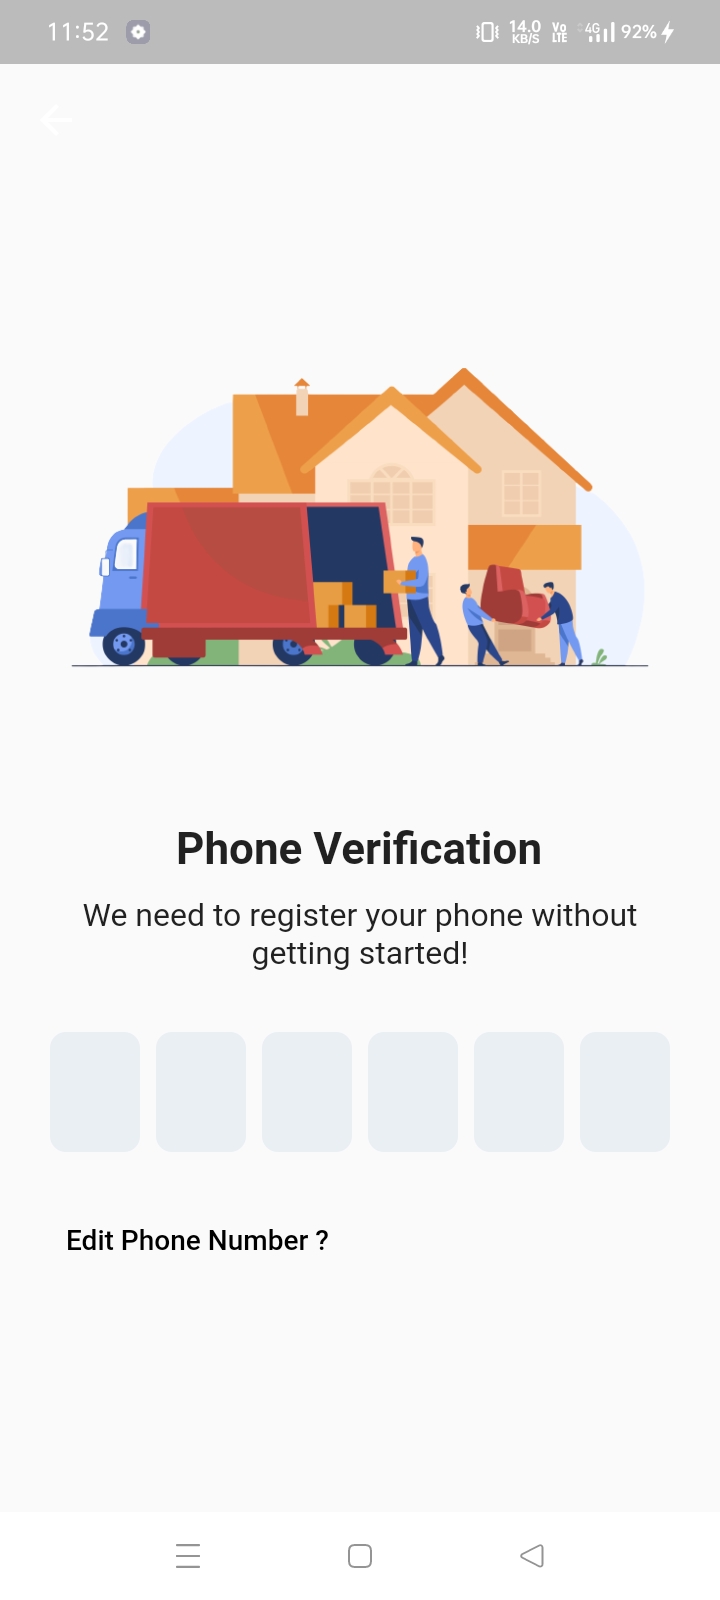 11:52
14.0 KB/S Vo LTE 4G 92%
Phone Verification
We need to register your phone without
getting started!
Edit Phone Number ?